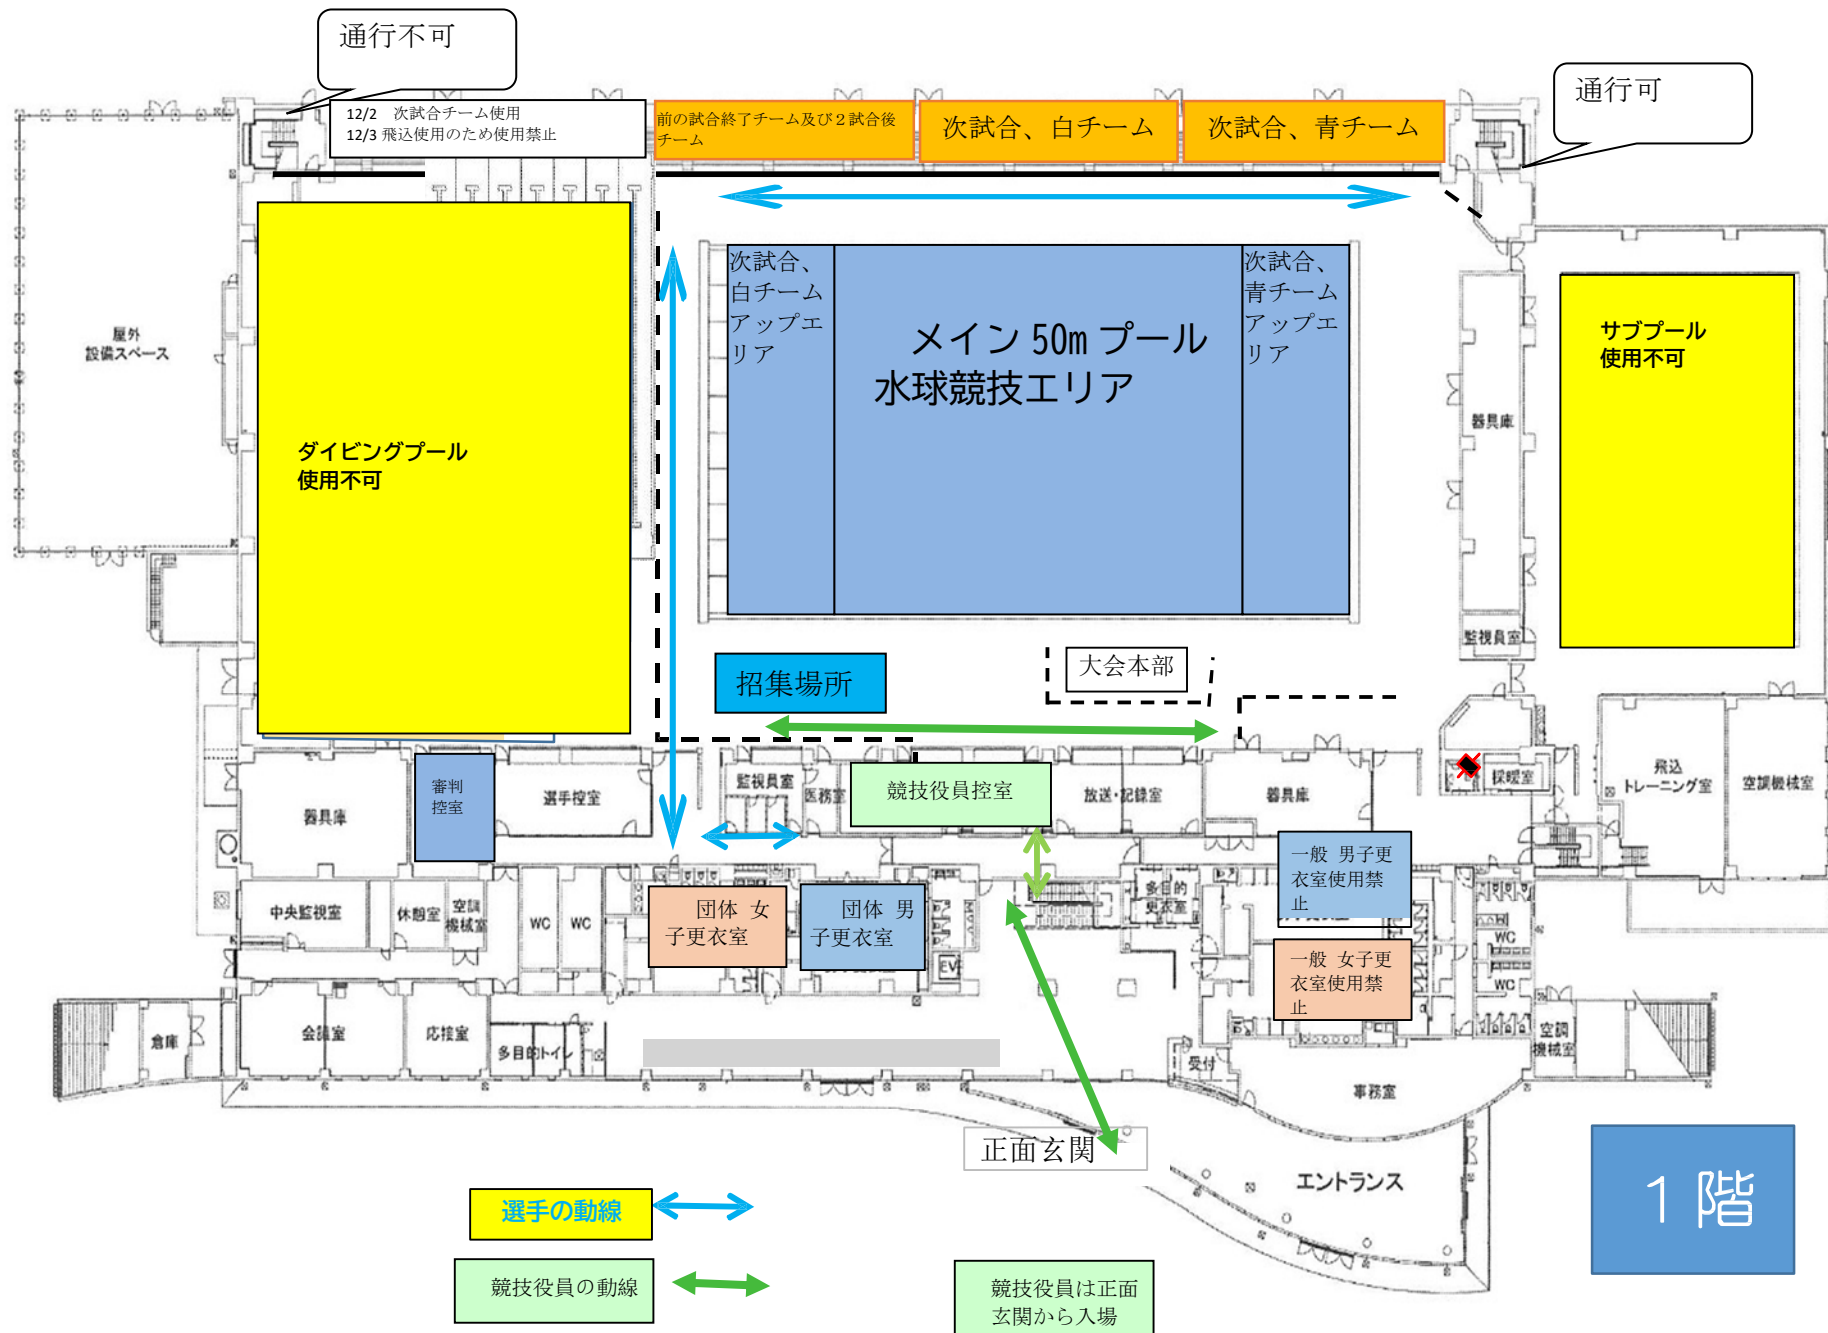 通行不可
通行可
12/2　次試合チーム使用
12/3 飛込使用のため使用禁止
前の試合終了チーム及び２試合後
チーム
次試合、白チーム
次試合、青チーム
次試合、
白チーム
アップエ
リア
メイン 50m プール
水球競技エリア
次試合、
青チーム
アップエ
リア
屋外
設備スペース
ダイビングプール
使用不可
サブプール
使用不可
器具庫
監視員室
招集場所
大会本部
器具庫
審判
控室
選手控室
監視員室
医務室
競技役員控室
放送・記録室
器具庫
採暖室
飛込
トレーニング室
空調機械室
中央監視室
休憩室
空調
機械室
WC
WC
団体 女
子更衣室
団体 男
子更衣室
EV
多目的
更衣室
一般 男子更
衣室使用禁
止
一般 女子更
衣室使用禁
止
WC
WC
倉庫
会議室
応接室
多目的トイレ
受付
事務室
空調
機械室
正面玄関
エントランス
選手の動線
競技役員の動線
競技役員は正面
玄関から入場
１階